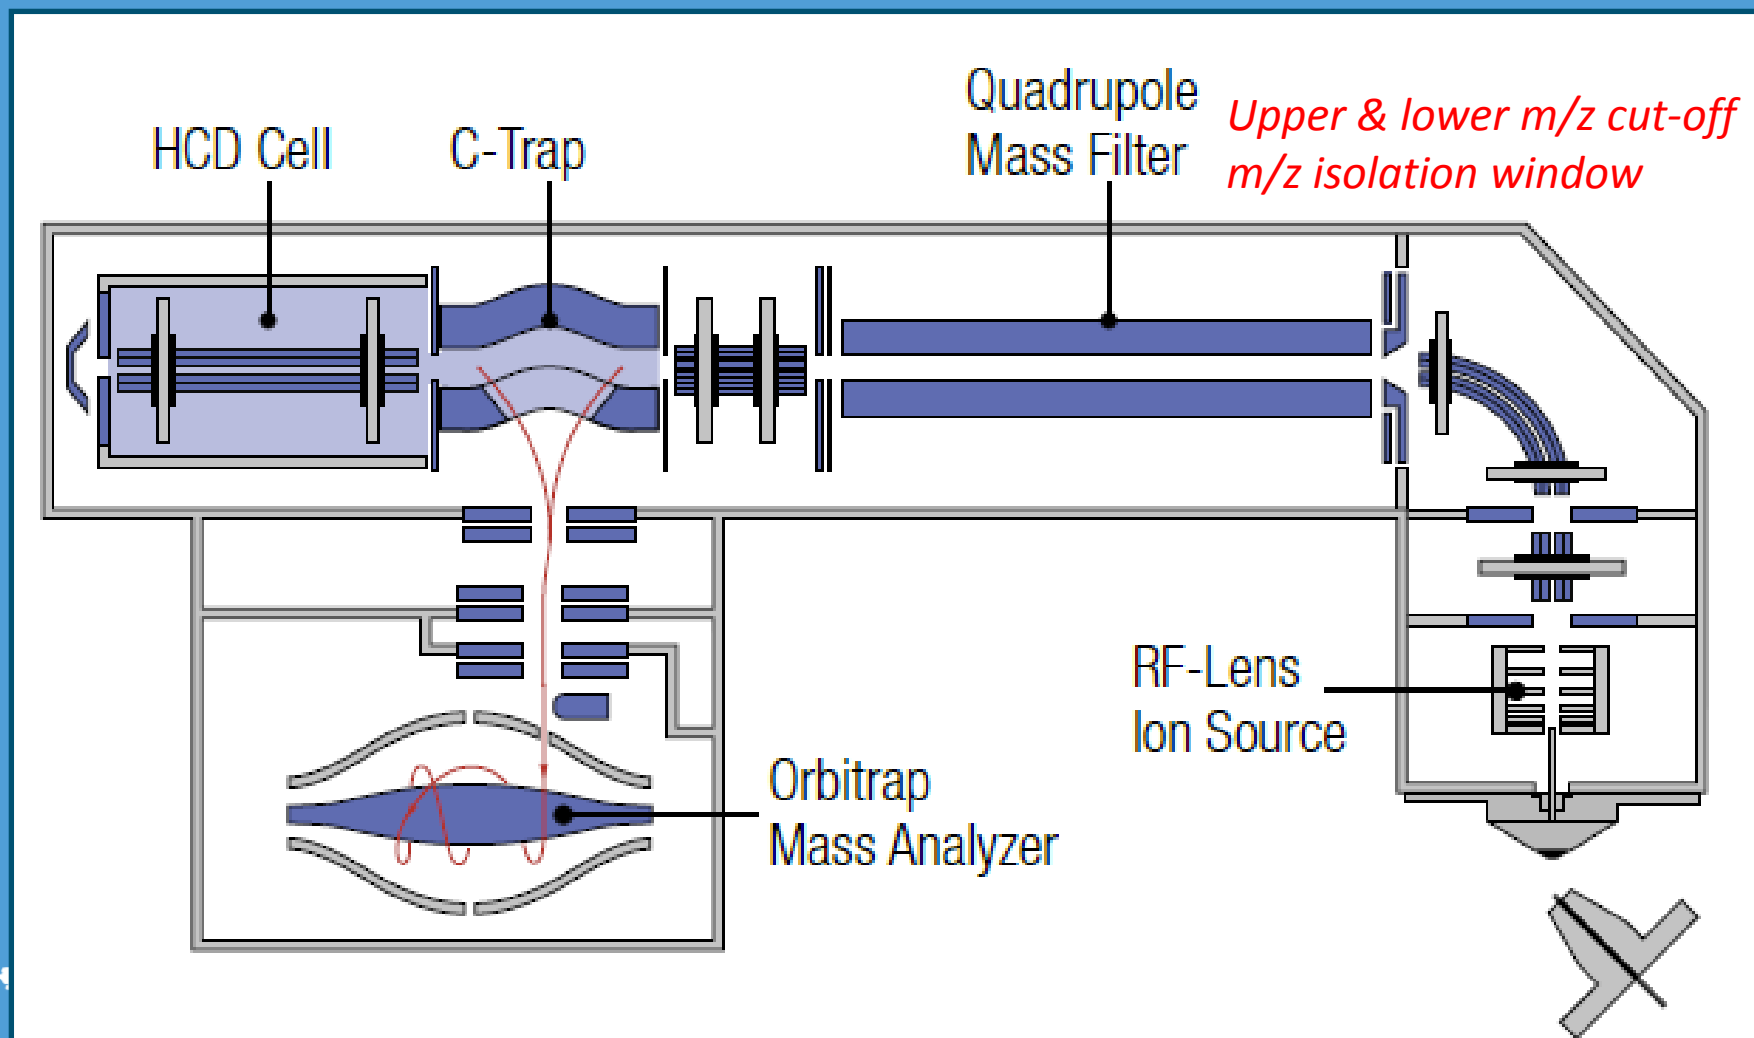 HCD Cell
C-Trap
Quadrupole
Mass Filter
Upper & lower m/z cut-off
m/z isolation window
RF-Lens
Ion Source
Orbitrap
Mass Analyzer